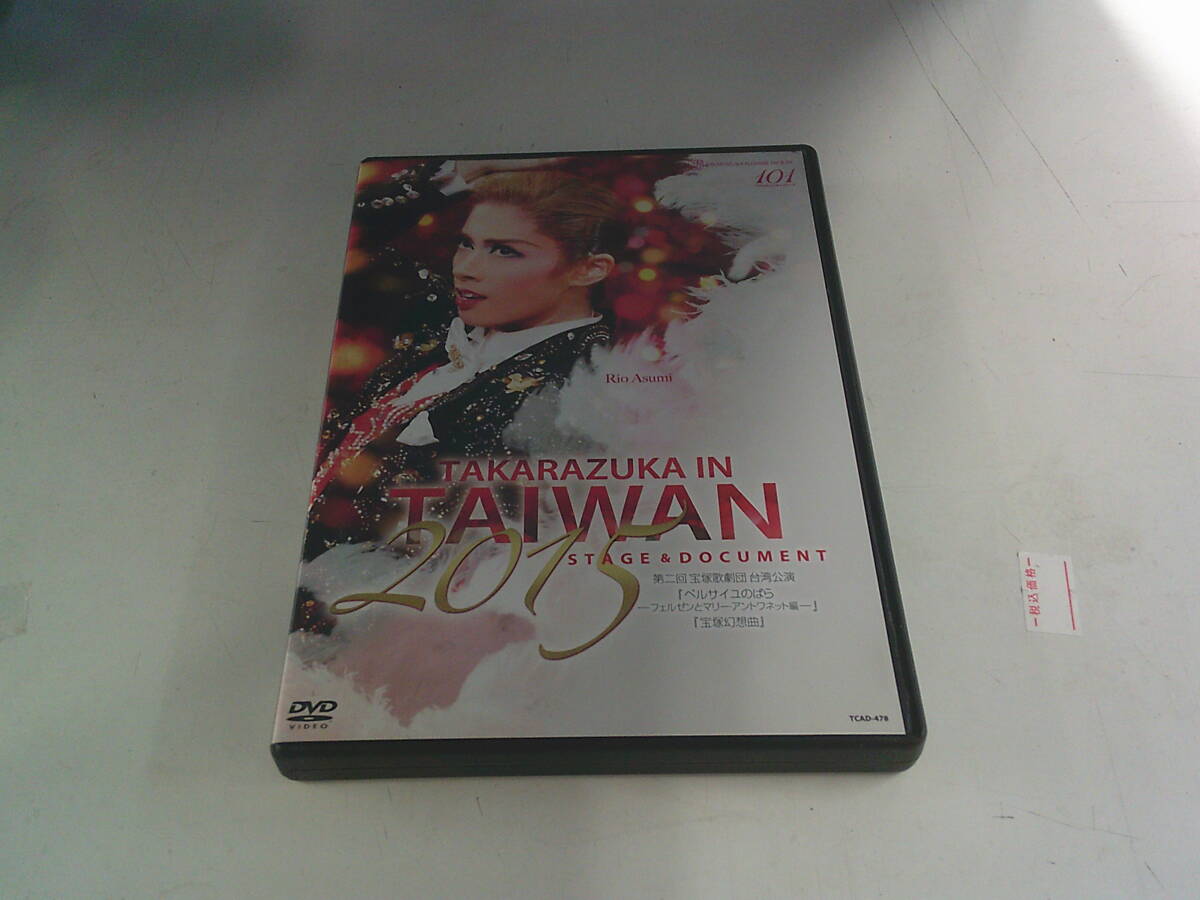 101
Rio Asumi
TAKARAZUKA IN
TAIWAN
2015
STAGE & DOCUMENT
第二回 宝塚歌劇団 台湾公演
『ベルサイユのばら
―フェルゼンとマリー・アントワネット編―』
『宝塚幻想曲』
DVD
VIDEO
TCAD-478
税込価格